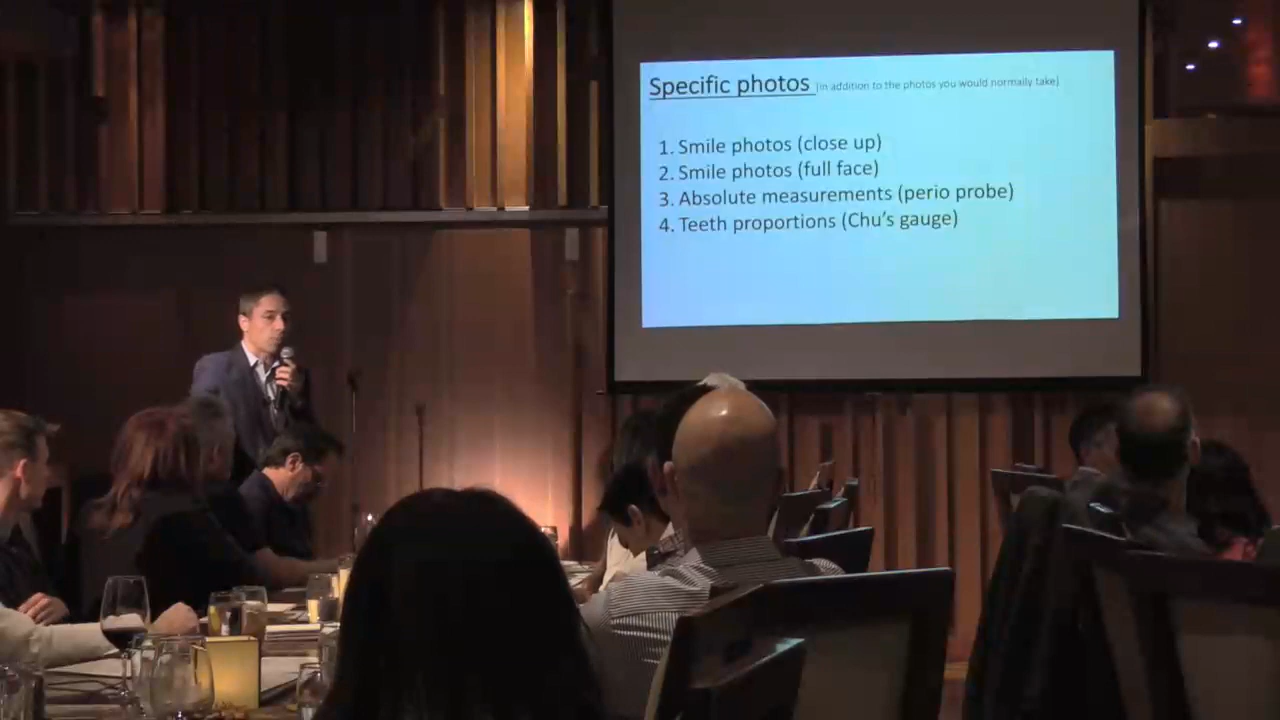 Specific photos (in addition to the photos you would normally take)
1. Smile photos (close up)
2. Smile photos (full face)
3. Absolute measurements (perio probe)
4. Teeth proportions (Chu's gauge)